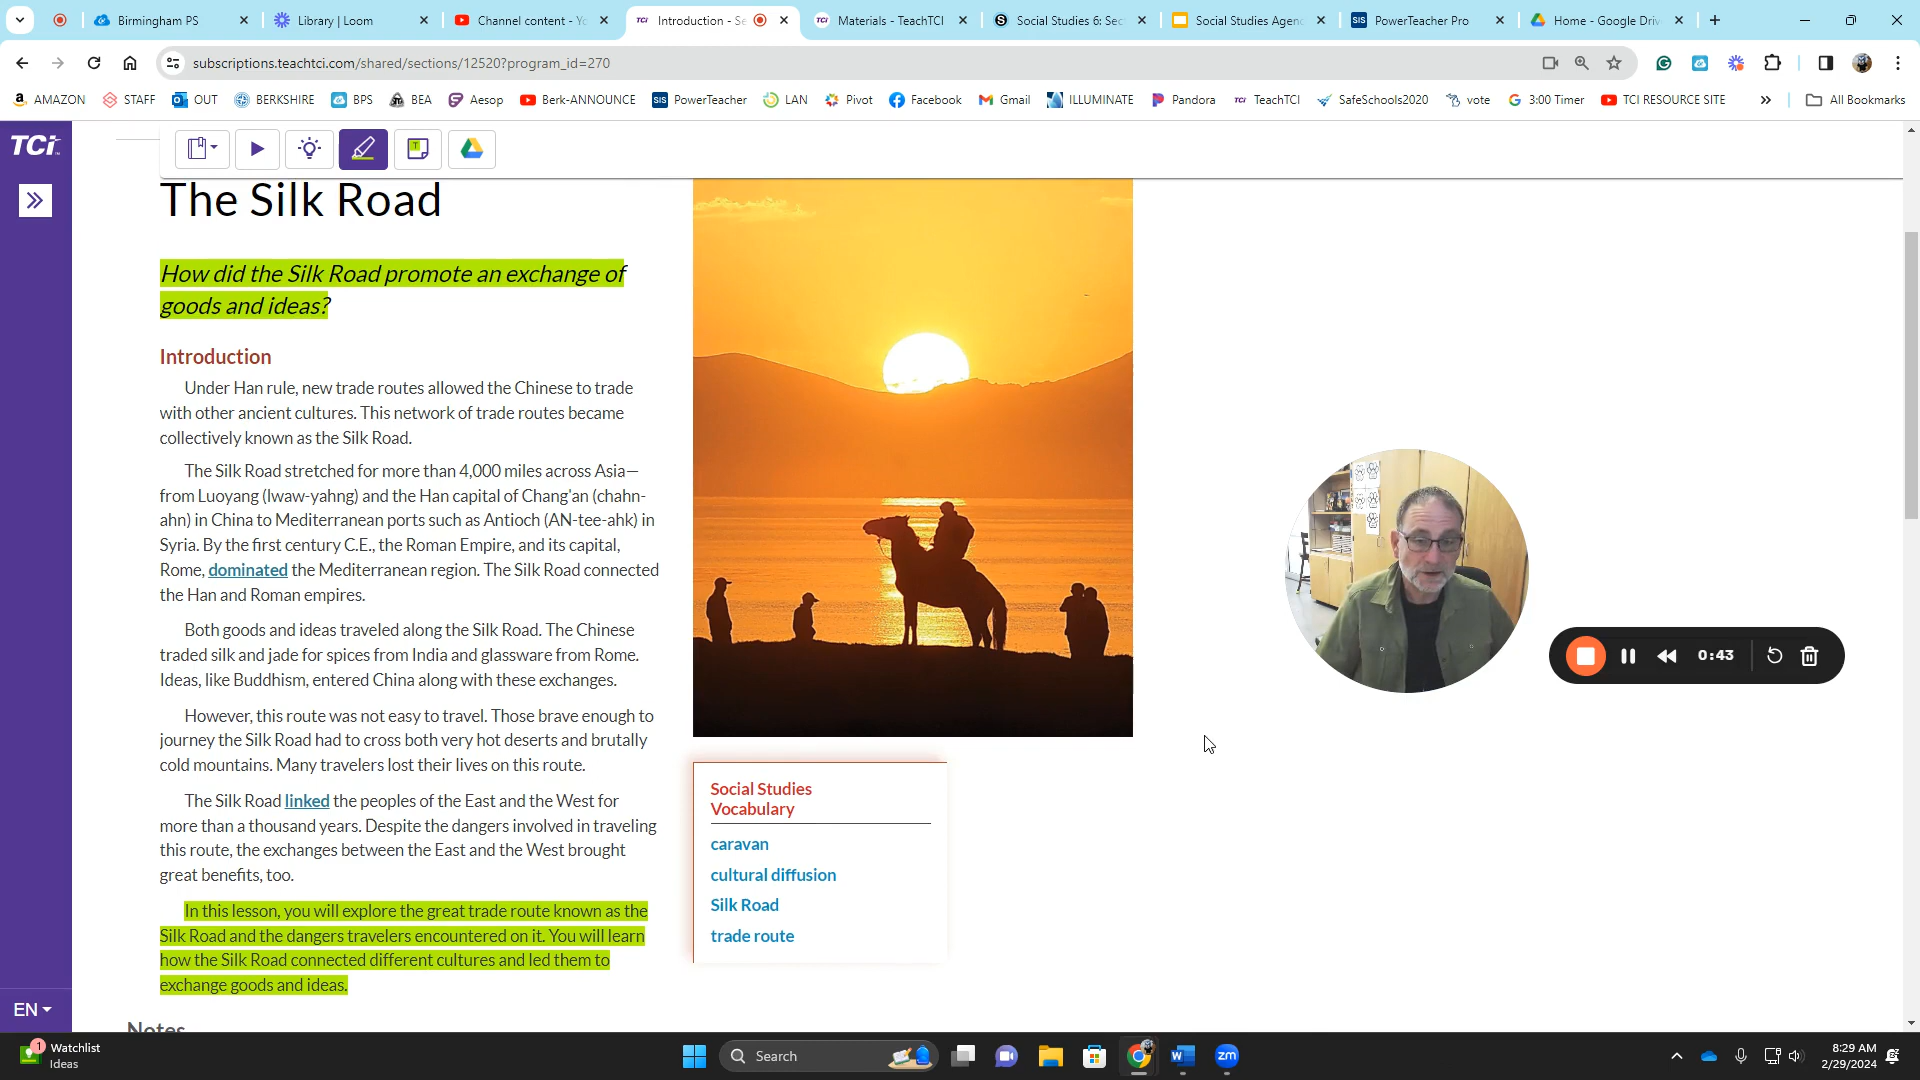 Birmingham PS
Library | Loom
Channel content - Yo
TCi Introduction - Se
TCi Materials - TeachTCI
Social Studies 6: Sec
Social Studies Agend
SIS PowerTeacher Pro
Home - Google Driv
subscriptions.teachtci.com/shared/sections/12520?program_id=270
AMAZON STAFF OUT BERKSHIRE BPS BEA Aesop Berk-ANNOUNCE SIS PowerTeacher LAN Pivot Facebook Gmail ILLUMINATE Pandora TCi TeachTCI SafeSchools2020 vote 3:00 Timer TCI RESOURCE SITE » All Bookmarks
TCi
The Silk Road
How did the Silk Road promote an exchange of
goods and ideas?
Introduction
Under Han rule, new trade routes allowed the Chinese to trade
with other ancient cultures. This network of trade routes became
collectively known as the Silk Road.
The Silk Road stretched for more than 4,000 miles across Asia—
from Luoyang (lwaw-yahng) and the Han capital of Chang'an (chahn-
ahn) in China to Mediterranean ports such as Antioch (AN-tee-ahk) in
Syria. By the first century C.E., the Roman Empire, and its capital,
Rome, dominated the Mediterranean region. The Silk Road connected
the Han and Roman empires.
Both goods and ideas traveled along the Silk Road. The Chinese
traded silk and jade for spices from India and glassware from Rome.
Ideas, like Buddhism, entered China along with these exchanges.
However, this route was not easy to travel. Those brave enough to
journey the Silk Road had to cross both very hot deserts and brutally
cold mountains. Many travelers lost their lives on this route.
The Silk Road linked the peoples of the East and the West for
more than a thousand years. Despite the dangers involved in traveling
this route, the exchanges between the East and the West brought
great benefits, too.
In this lesson, you will explore the great trade route known as the
Silk Road and the dangers travelers encountered on it. You will learn
how the Silk Road connected different cultures and led them to
exchange goods and ideas.
Notes
Social Studies
Vocabulary
caravan
cultural diffusion
Silk Road
trade route
0:43
EN
1
Watchlist
Ideas
Search
zm
8:29 AM
2/29/2024